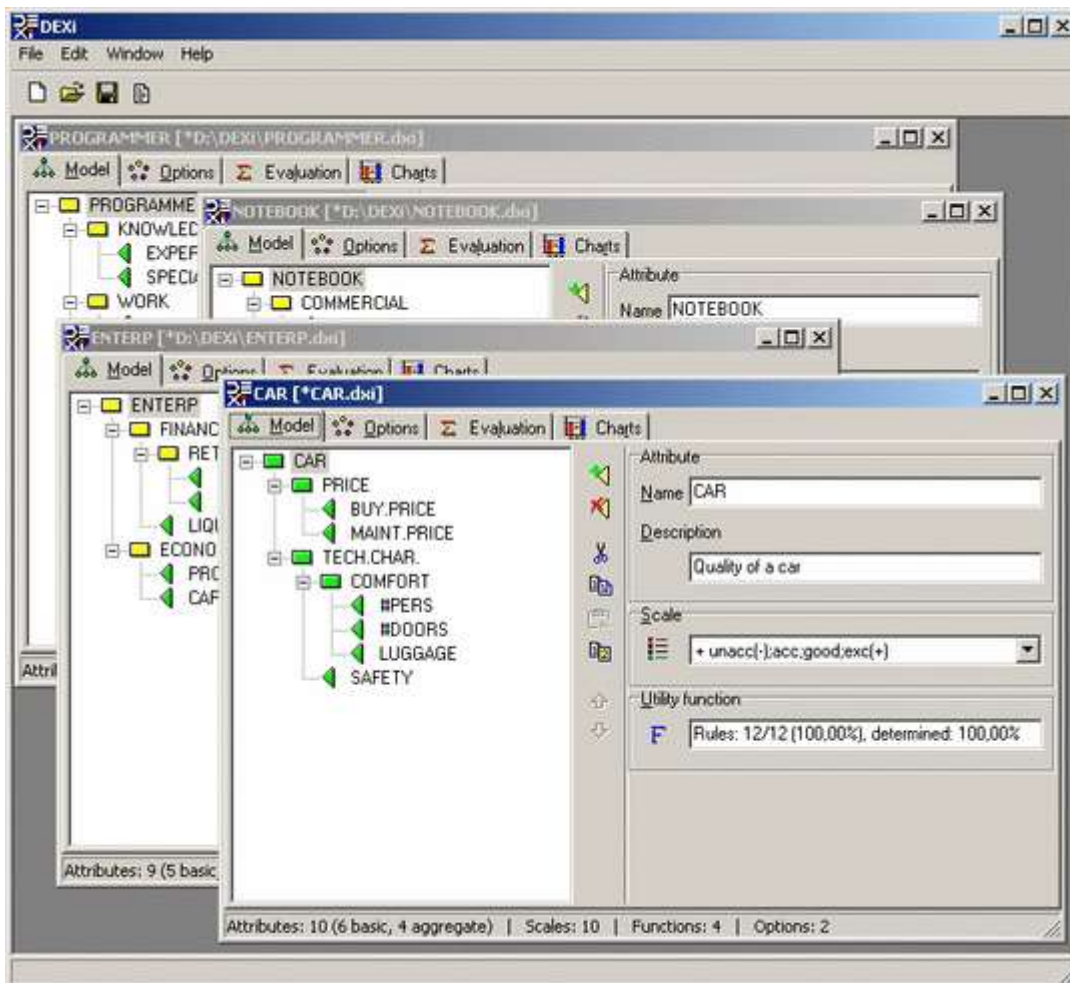 DEXi
File Edit Window Help
PROGRAMMER [*D:\DEXi\PROGRAMMER.dxi]
Model Options Evaluation Charts
PROGRAMME
KNOWLEC
EXPER
SPECIA
WORK
Attri
NOTEBOOK [*D:\DEXi\NOTEBOOK.dxi]
Model Options Evaluation Charts
NOTEBOOK
COMMERCIAL
Attribute
Name NOTEBOOK
ENTERP [*D:\DEXi\ENTERP.dxi]
Model Options Evaluation Charts
ENTERP
FINANC
RET
LIQU
ECONO
PRO
CAF
Attributes: 9 (5 basic,
CAR [*CAR.dxi]
Model Options Evaluation Charts
CAR
PRICE
BUY.PRICE
MAINT.PRICE
TECH.CHAR.
COMFORT
#PERS
#DOORS
LUGGAGE
SAFETY
Attribute
Name CAR
Description
Quality of a car
Scale
+ unacc(-);acc;good;exc(+)
Utility function
F Rules: 12/12 (100,00%), determined: 100,00%
Attributes: 10 (6 basic, 4 aggregate) | Scales: 10 | Functions: 4 | Options: 2